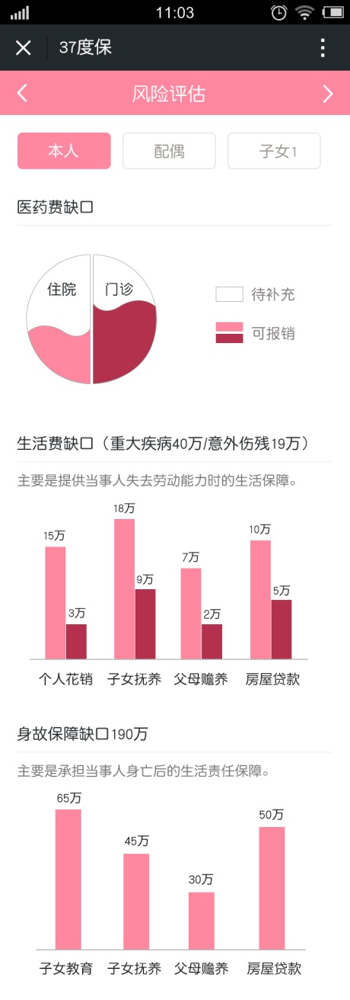 11:03
37度保
风险评估
本人 配偶 子女1
医药费缺口
住院 门诊
待补充
可报销
生活费缺口（重大疾病40万/意外伤残19万）
主要是提供当事人失去劳动能力时的生活保障。
15万 3万 18万 9万 7万 2万 10万 5万
个人花销 子女抚养 父母赡养 房屋贷款
身故保障缺口190万
主要是承担当事人身亡后的生活责任保障。
65万 45万 30万 50万
子女教育 子女抚养 父母赡养 房屋贷款